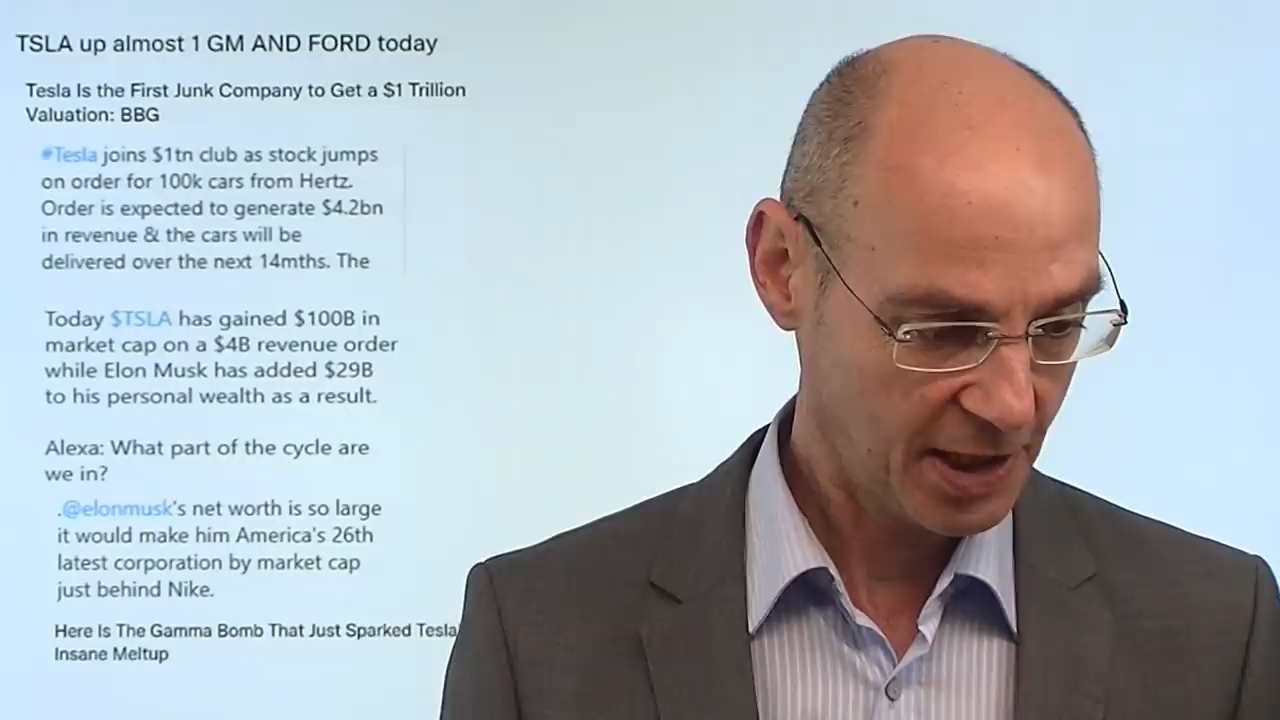 TSLA up almost 1 GM AND FORD today
Tesla Is the First Junk Company to Get a $1 Trillion
Valuation: BBG
#Tesla joins $1tn club as stock jumps
on order for 100k cars from Hertz.
Order is expected to generate $4.2bn
in revenue & the cars will be
delivered over the next 14mths. The
Today $TSLA has gained $100B in
market cap on a $4B revenue order
while Elon Musk has added $29B
to his personal wealth as a result.
Alexa: What part of the cycle are
we in?
.@elonmusk's net worth is so large
it would make him America's 26th
latest corporation by market cap
just behind Nike.
Here Is The Gamma Bomb That Just Sparked Tesla
Insane Meltup